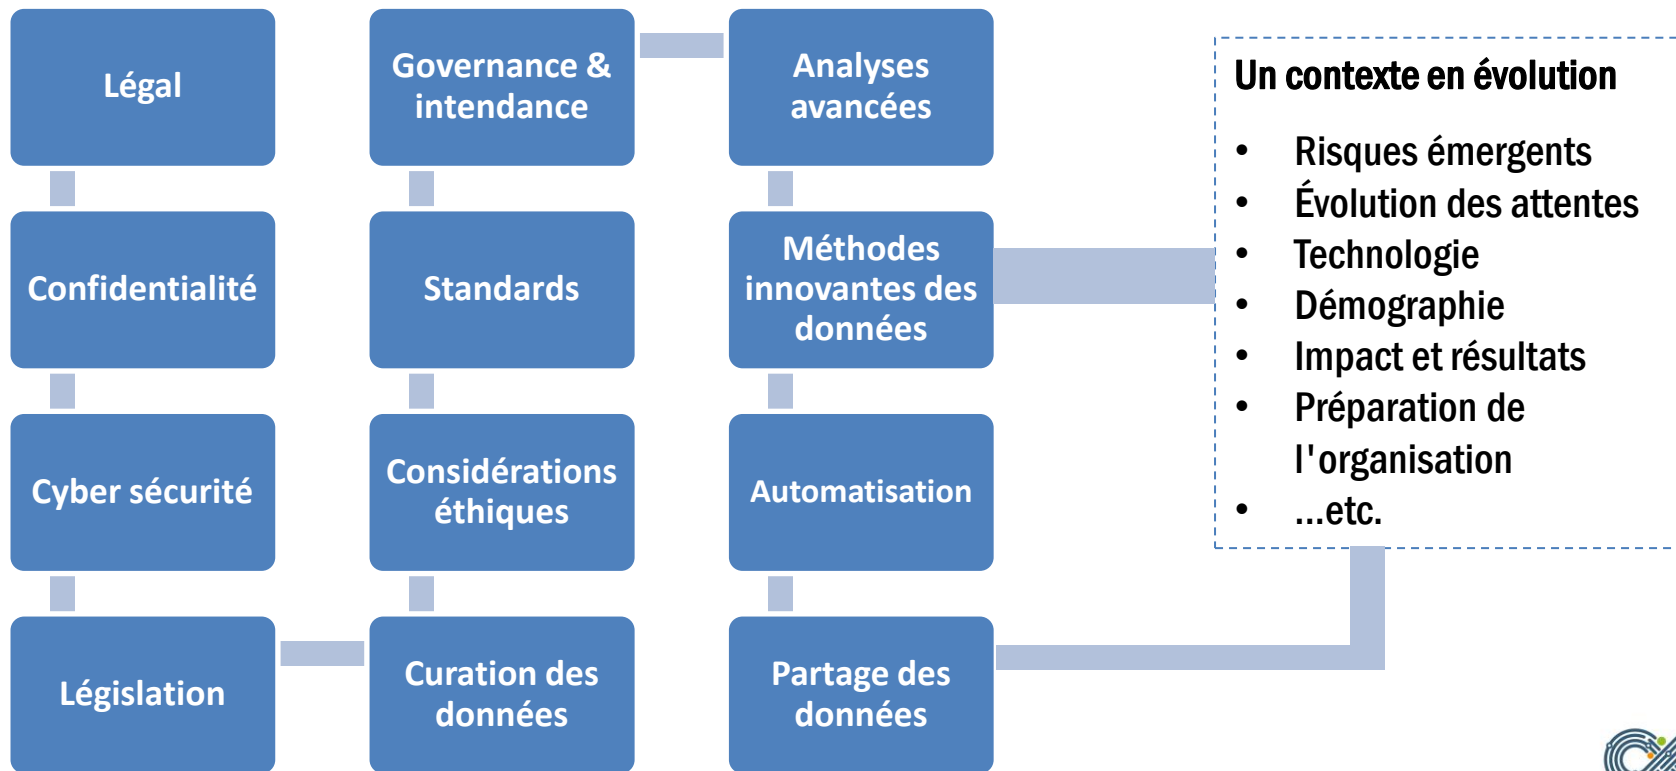 Légal
Confidentialité
Cyber sécurité
Législation
Governance &
intendance
Standards
Considérations
éthiques
Curation des
données
Analyses
avancées
Méthodes
innovantes des
données
Automatisation
Partage des
données
Un contexte en évolution
• Risques émergents
• Évolution des attentes
• Technologie
• Démographie
• Impact et résultats
• Préparation de
l'organisation
• ...etc.